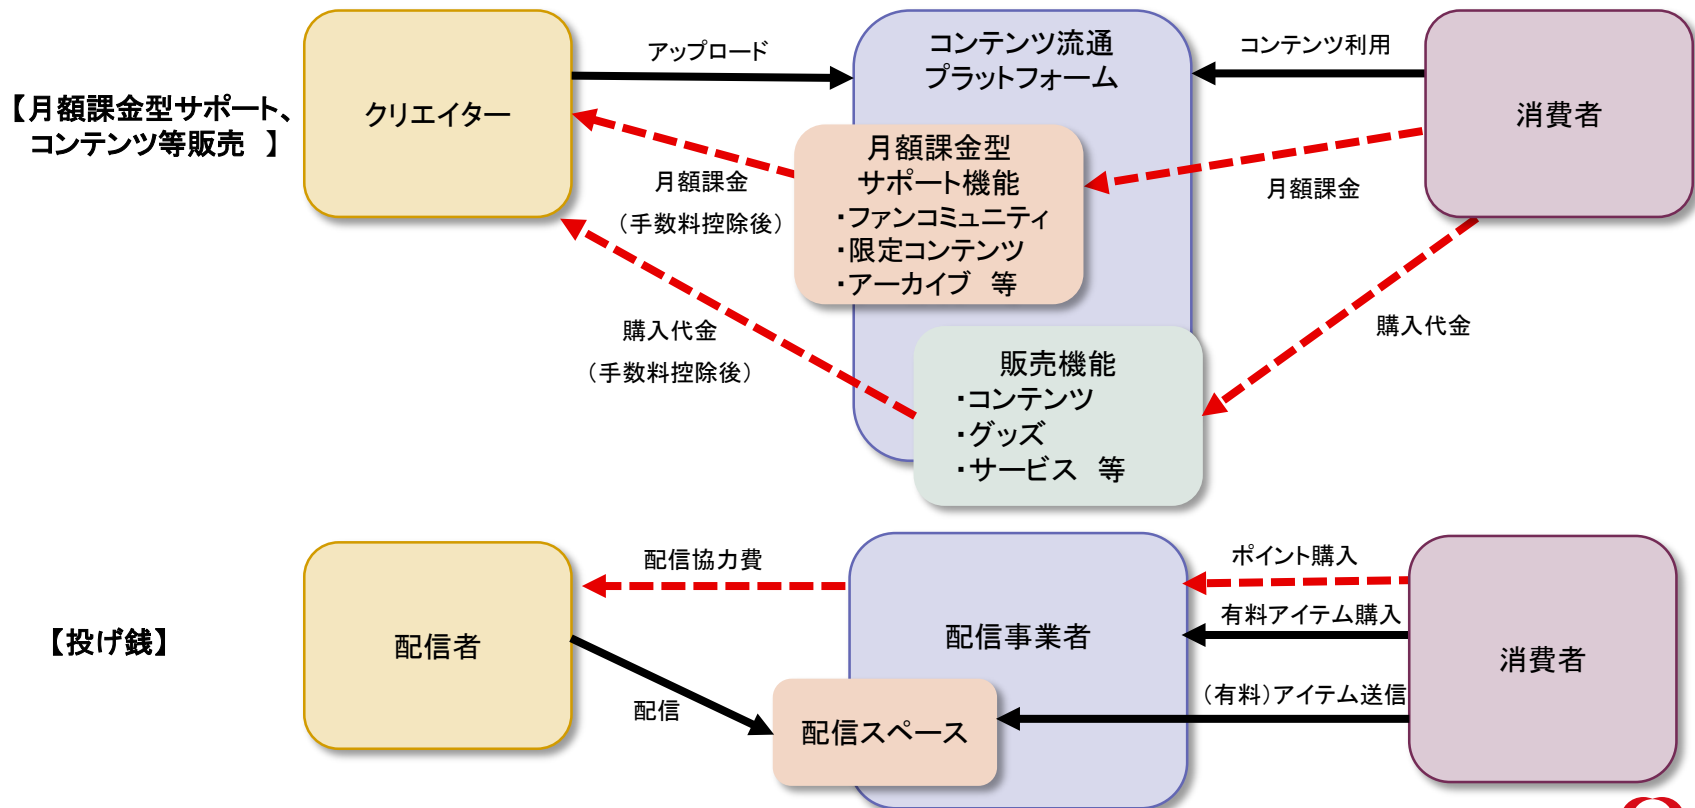 【月額課金型サポート、
コンテンツ等販売　】
クリエイター
アップロード
コンテンツ流通
プラットフォーム
コンテンツ利用
消費者
月額課金
（手数料控除後）
月額課金型
サポート機能
・ファンコミュニティ
・限定コンテンツ
・アーカイブ　等
月額課金
購入代金
（手数料控除後）
販売機能
・コンテンツ
・グッズ
・サービス　等
購入代金
【投げ銭】
配信者
配信協力費
配信
配信事業者
配信スペース
ポイント購入
有料アイテム購入
（有料）アイテム送信
消費者